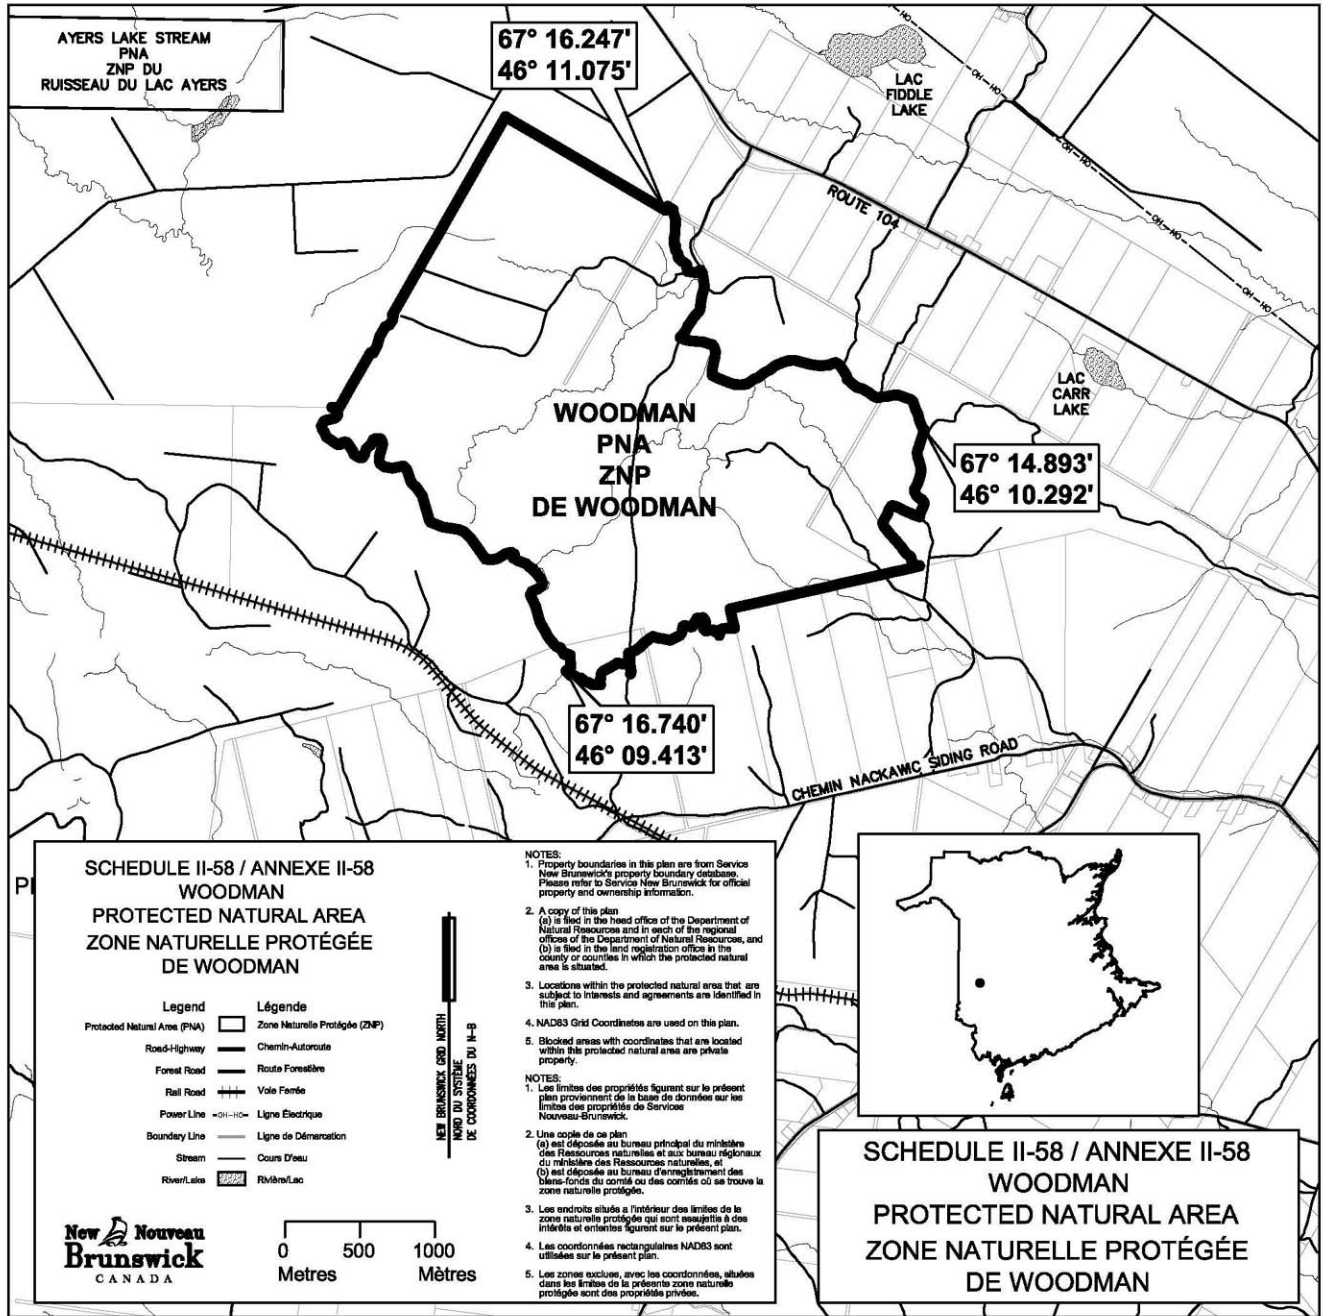 AYERS LAKE STREAM
PNA
ZNP DU
RUISSEAU DU LAC AYERS
67° 16.247'
46° 11.075'
LAC
FIDDLE
LAKE
OH-HO
OH-HO
OH-HO
OH-HO
ROUTE 104
LAC
CARR
LAKE
WOODMAN
PNA
ZNP
DE WOODMAN
67° 14.893'
46° 10.292'
67° 16.740'
46° 09.413'
CHEMIN NACKAWIC SIDING ROAD
SCHEDULE II-58 / ANNEXE II-58
WOODMAN
PROTECTED NATURAL AREA
ZONE NATURELLE PROTÉGÉE
DE WOODMAN
Legend Légende
Protected Natural Area (PNA) Zone Naturelle Protégée (ZNP)
Road-Highway Chemin-Autoroute
Forest Road Route Forestière
Rail Road Voie Ferrée
Power Line -OH-HO- Ligne Électrique
Boundary Line Ligne de Démarcation
Stream Cours D'eau
River/Lake Rivière/Lac
NEW BRUNSWICK GRID NORTH
NORD DU SYSTÈME
DE COORDONNÉES DU N-B
New Nouveau
Brunswick
CANADA
0 500 1000
Metres Mètres
NOTES:
1. Property boundaries in this plan are from Service
New Brunswick's property boundary database.
Please refer to Service New Brunswick for official
property and ownership information.
2. A copy of this plan
(a) is filed in the head office of the Department of
Natural Resources and in each of the regional
offices of the Department of Natural Resources, and
(b) is filed in the land registration office in the
county or counties in which the protected natural
area is situated.
3. Locations within the protected natural area that are
subject to interests and agreements are identified in
this plan.
4. NAD83 Grid Coordinates are used on this plan.
5. Blocked areas with coordinates that are located
within this protected natural area are private
property.
NOTES:
1. Les limites des propriétés figurant sur le présent
plan proviennent de la base de données sur les
limites des propriétés de Services
Nouveau-Brunswick.
2. Une copie de ce plan
(a) est déposée au bureau principal du ministère
des Ressources naturelles et aux bureau régionaux
du ministère des Ressources naturelles, et
(b) est déposée au bureau d'enregistrement des
biens-fonds du comté ou des comtés où se trouve la
zone naturelle protégée.
3. Les endroits situés a l'intérieur des limites de la
zone naturelle protégée qui sont assujettis à des
intérêts et ententes figurent sur le présent plan.
4. Les coordonnées rectangulaires NAD83 sont
utilisées sur le présent plan.
5. Les zones exclues, avec les coordonnées, situées
dans les limites de la présente zone naturelle
protégée sont des propriétés privées.
SCHEDULE II-58 / ANNEXE II-58
WOODMAN
PROTECTED NATURAL AREA
ZONE NATURELLE PROTÉGÉE
DE WOODMAN